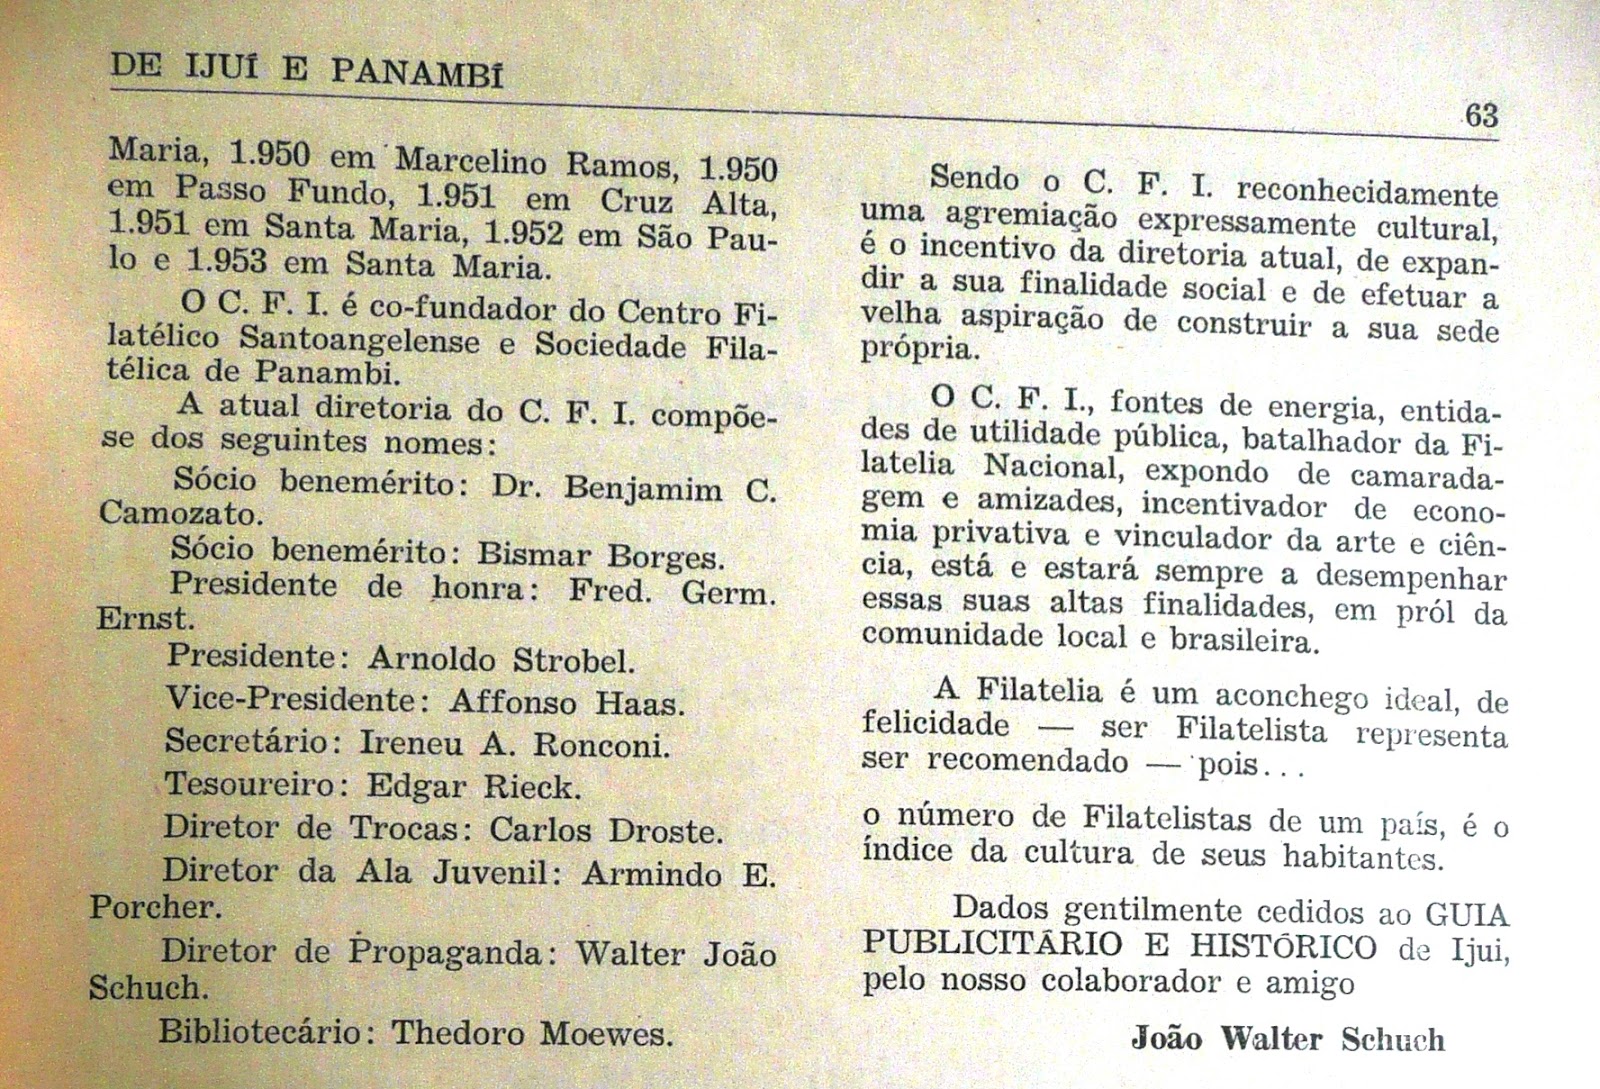 DE IJUÍ E PANAMBÍ
63
Maria, 1.950 em Marcelino Ramos, 1.950
em Passo Fundo, 1.951 em Cruz Alta,
1.951 em Santa Maria, 1.952 em São Pau-
lo e 1.953 em Santa Maria.
O C. F. I. é co-fundador do Centro Fi-
latélico Santoangelense e Sociedade Fila-
télica de Panambi.
A atual diretoria do C. F. I. compõe-
se dos seguintes nomes:
Sócio benemérito: Dr. Benjamim C.
Camozato.
Sócio benemérito: Bismar Borges.
Presidente de honra: Fred. Germ.
Ernst.
Presidente: Arnoldo Strobel.
Vice-Presidente: Affonso Haas.
Secretário: Ireneu A. Ronconi.
Tesoureiro: Edgar Rieck.
Diretor de Trocas: Carlos Droste.
Diretor da Ala Juvenil: Armindo E.
Porcher.
Diretor de Propaganda: Walter João
Schuch.
Bibliotecário: Thedoro Moewes.
Sendo o C. F. I. reconhecidamente
uma agremiação expressamente cultural,
é o incentivo da diretoria atual, de expan-
dir a sua finalidade social e de efetuar a
velha aspiração de construir a sua sede
própria.
O C. F. I., fontes de energia, entida-
des de utilidade pública, batalhador da Fi-
latelia Nacional, expondo de camarada-
gem e amizades, incentivador de econo-
mia privativa e vinculador da arte e ciên-
cia, está e estará sempre a desempenhar
essas suas altas finalidades, em pról da
comunidade local e brasileira.
A Filatelia é um aconchego ideal, de
felicidade — ser Filatelista representa
ser recomendado — pois...
o número de Filatelistas de um país, é o
índice da cultura de seus habitantes.
Dados gentilmente cedidos ao GUIA
PUBLICITÁRIO E HISTÓRICO de Ijui,
pelo nosso colaborador e amigo
João Walter Schuch